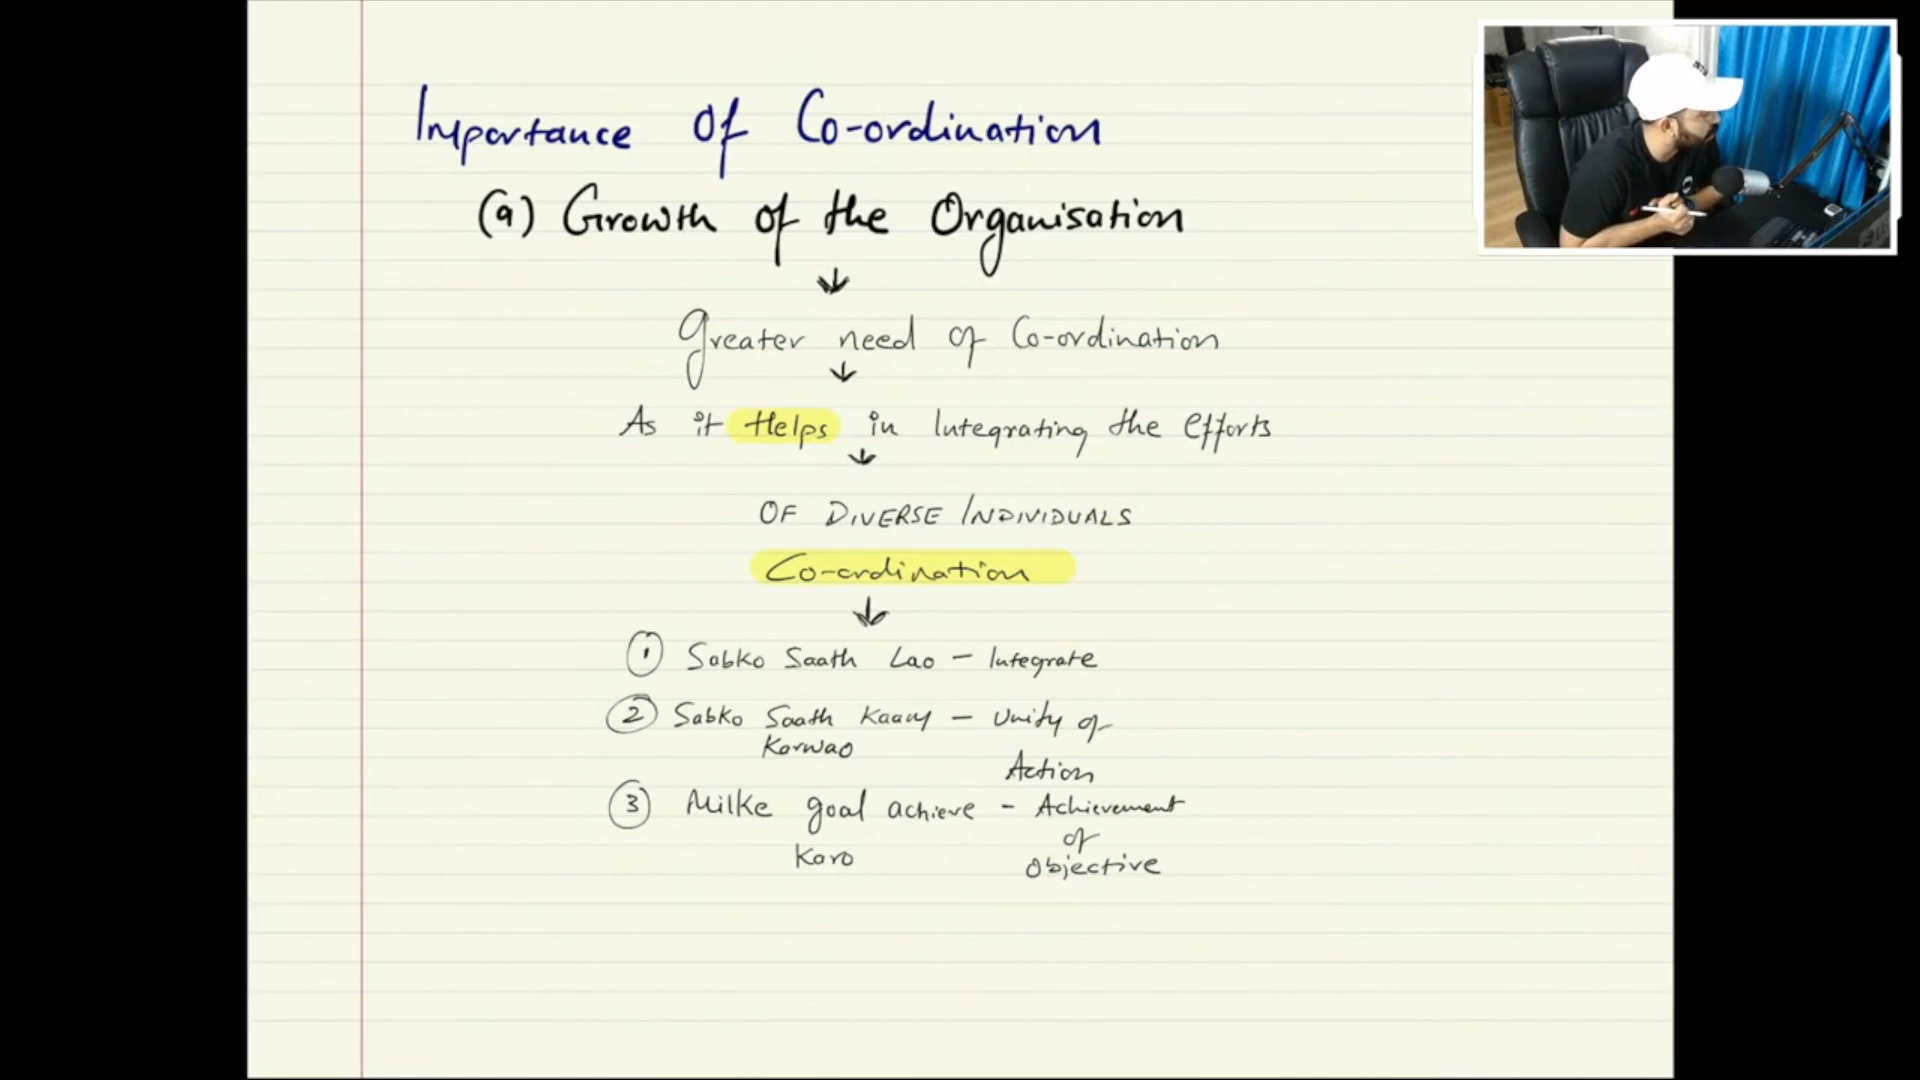 Importance Of Co-ordination
(a) Growth of the Organisation
Greater need of Co-ordination
As it Helps in Integrating the efforts
OF DIVERSE INDIVIDUALS
Co-ordination
1 Sabko Saath Lao - Integrate
2 Sabko Saath Kaam - Unity of
Karwao
Action
3 Milke goal achieve - Achievement
of
Karo
Objective